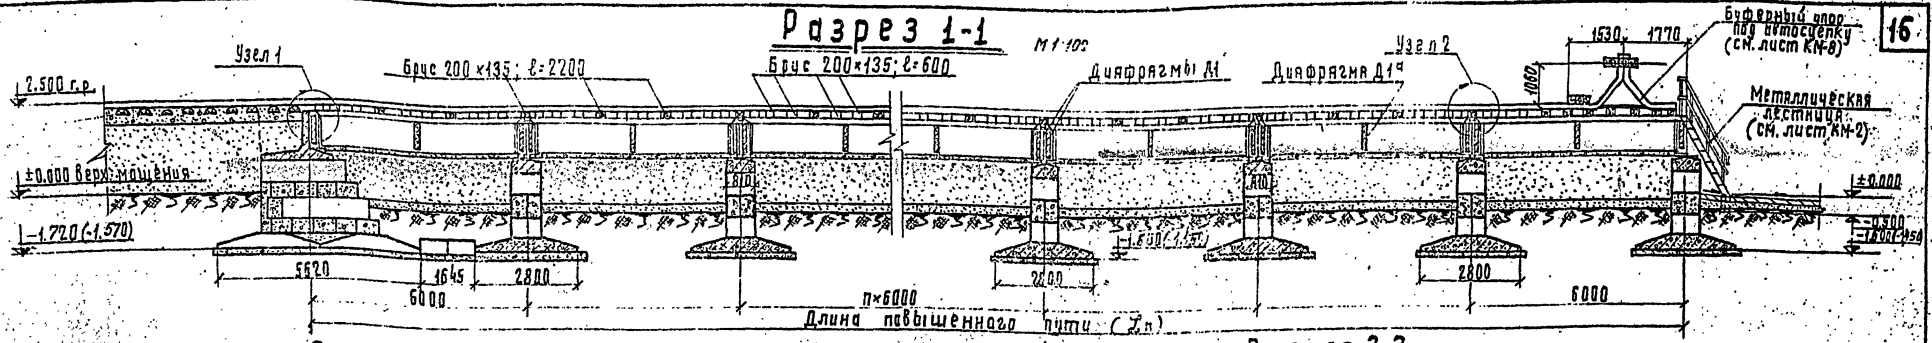 Разрез 1-1
М 1:100
16
Узел 1
Брус 200×135; ℓ=2200
Брус 200×135; ℓ=600
Диафрагмы Д1
Диафрагма Д1ª
Узел 2
1530 1770
Буферный упор
под автосцепку
(см. лист КМ-8)
1060
2.500 г.р.
Металлическая
лестница
(см. лист КМ-2)
±0.000 верх мощения
±0.000
-1.720 (-1.570)
-0.300
5620
1645
2800
2800
2800
6000
п×6000
6000
Длина повышенного пути (Lп)